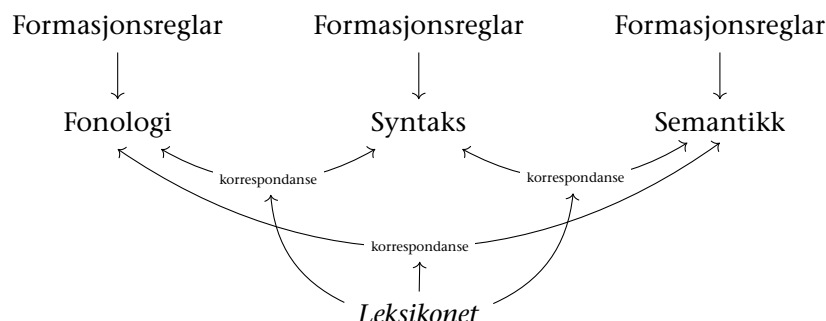 Formasjonsreglar Formasjonsreglar Formasjonsreglar
Fonologi Syntaks Semantikk
korrespondanse korrespondanse
korrespondanse
Leksikonet